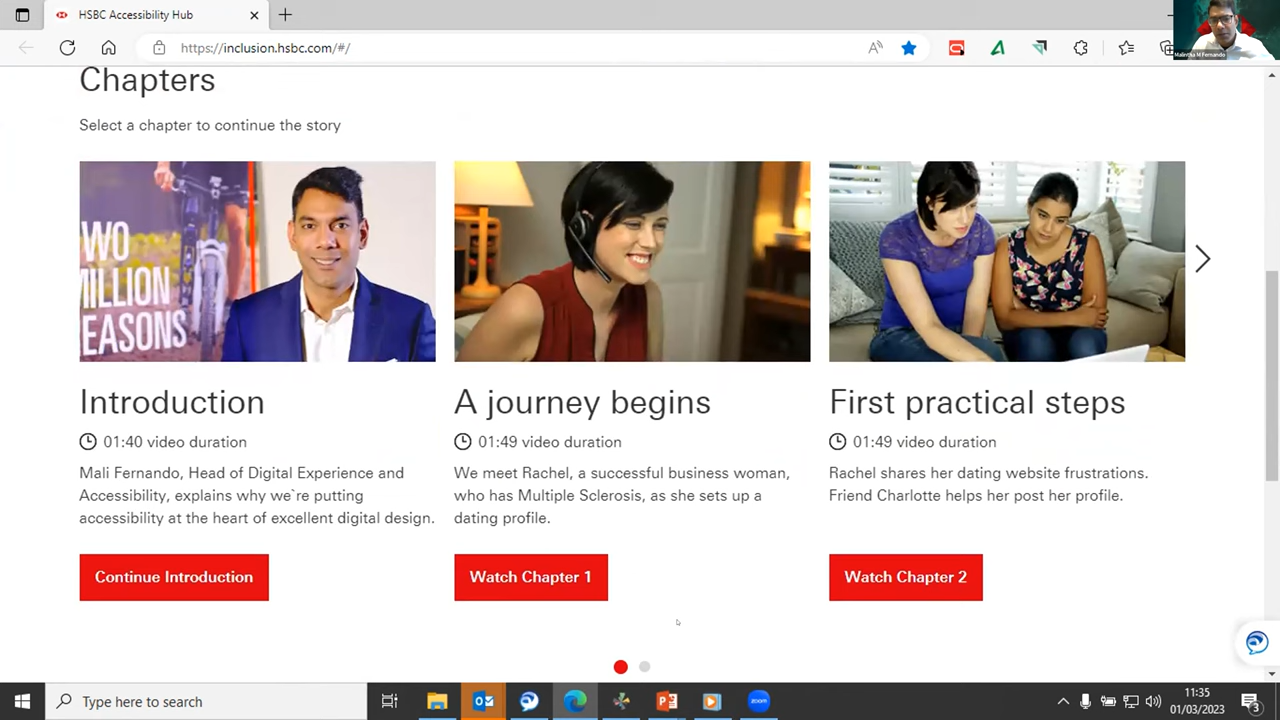 HSBC Accessibility Hub
https://inclusion.hsbc.com/#/
Malintha M Fernando
Chapters
Select a chapter to continue the story
WO
MILLION
EASONS
Introduction
01:40 video duration
Mali Fernando, Head of Digital Experience and
Accessibility, explains why we`re putting
accessibility at the heart of excellent digital design.
Continue Introduction
A journey begins
01:49 video duration
We meet Rachel, a successful business woman,
who has Multiple Sclerosis, as she sets up a
dating profile.
Watch Chapter 1
First practical steps
01:49 video duration
Rachel shares her dating website frustrations.
Friend Charlotte helps her post her profile.
Watch Chapter 2
Type here to search
zoom
11:35
01/03/2023
3